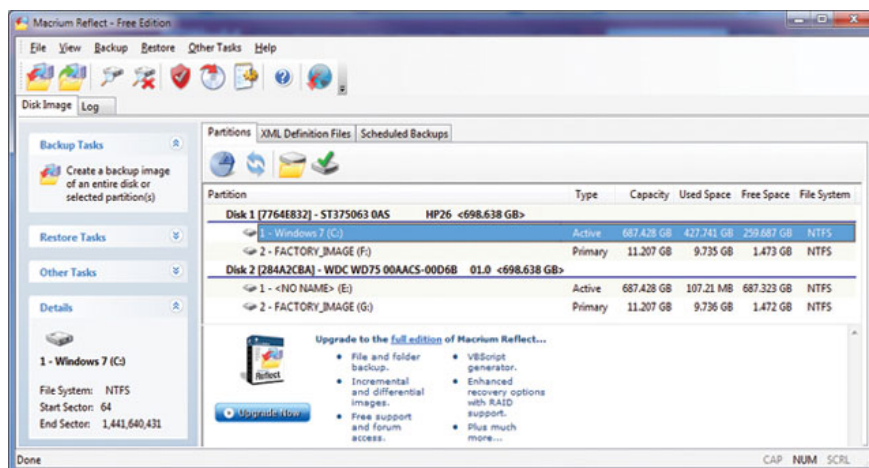 Macrium Reflect - Free Edition
File View Backup Restore Other Tasks Help
Disk Image Log
Backup Tasks
Create a backup image
of an entire disk or
selected partition(s)
Restore Tasks
Other Tasks
Details
1 - Windows 7 (C:)
File System: NTFS
Start Sector: 64
End Sector: 1,441,640,431
Partitions XML Definition Files Scheduled Backups
Partition Type Capacity Used Space Free Space File System
Disk 1 [7764E832] - ST375063 0AS HP26 <698.638 GB>
1 - Windows 7 (C:) Active 687.428 GB 427.741 GB 259.687 GB NTFS
2 - FACTORY_IMAGE (F:) Primary 11.207 GB 9.735 GB 1.473 GB NTFS
Disk 2 [284A2CBA] - WDC WD75 00AACS-00D6B 01.0 <698.638 GB>
1 - <NO NAME> (E:) Active 687.428 GB 107.21 MB 687.323 GB NTFS
2 - FACTORY_IMAGE (G:) Primary 11.207 GB 9.736 GB 1.472 GB NTFS
Reflect
Upgrade Now
Upgrade to the full edition of Macrium Reflect...
• File and folder
backup.
• Incremental
and differential
images.
• Free support
and forum
access.
• VBScript
generator.
• Enhanced
recovery options
with RAID
support.
• Plus much
more...
Done CAP NUM SCRL